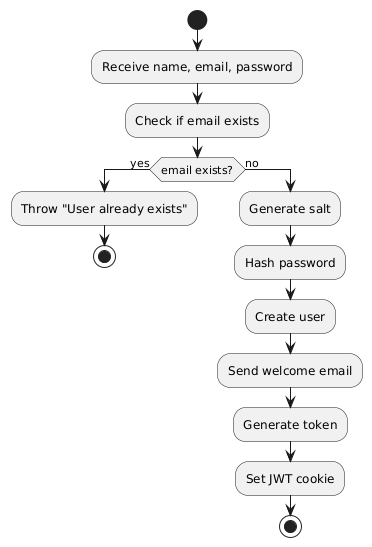 Receive name, email, password
Check if email exists
email exists?
yes
no
Throw "User already exists"
Generate salt
Hash password
Create user
Send welcome email
Generate token
Set JWT cookie